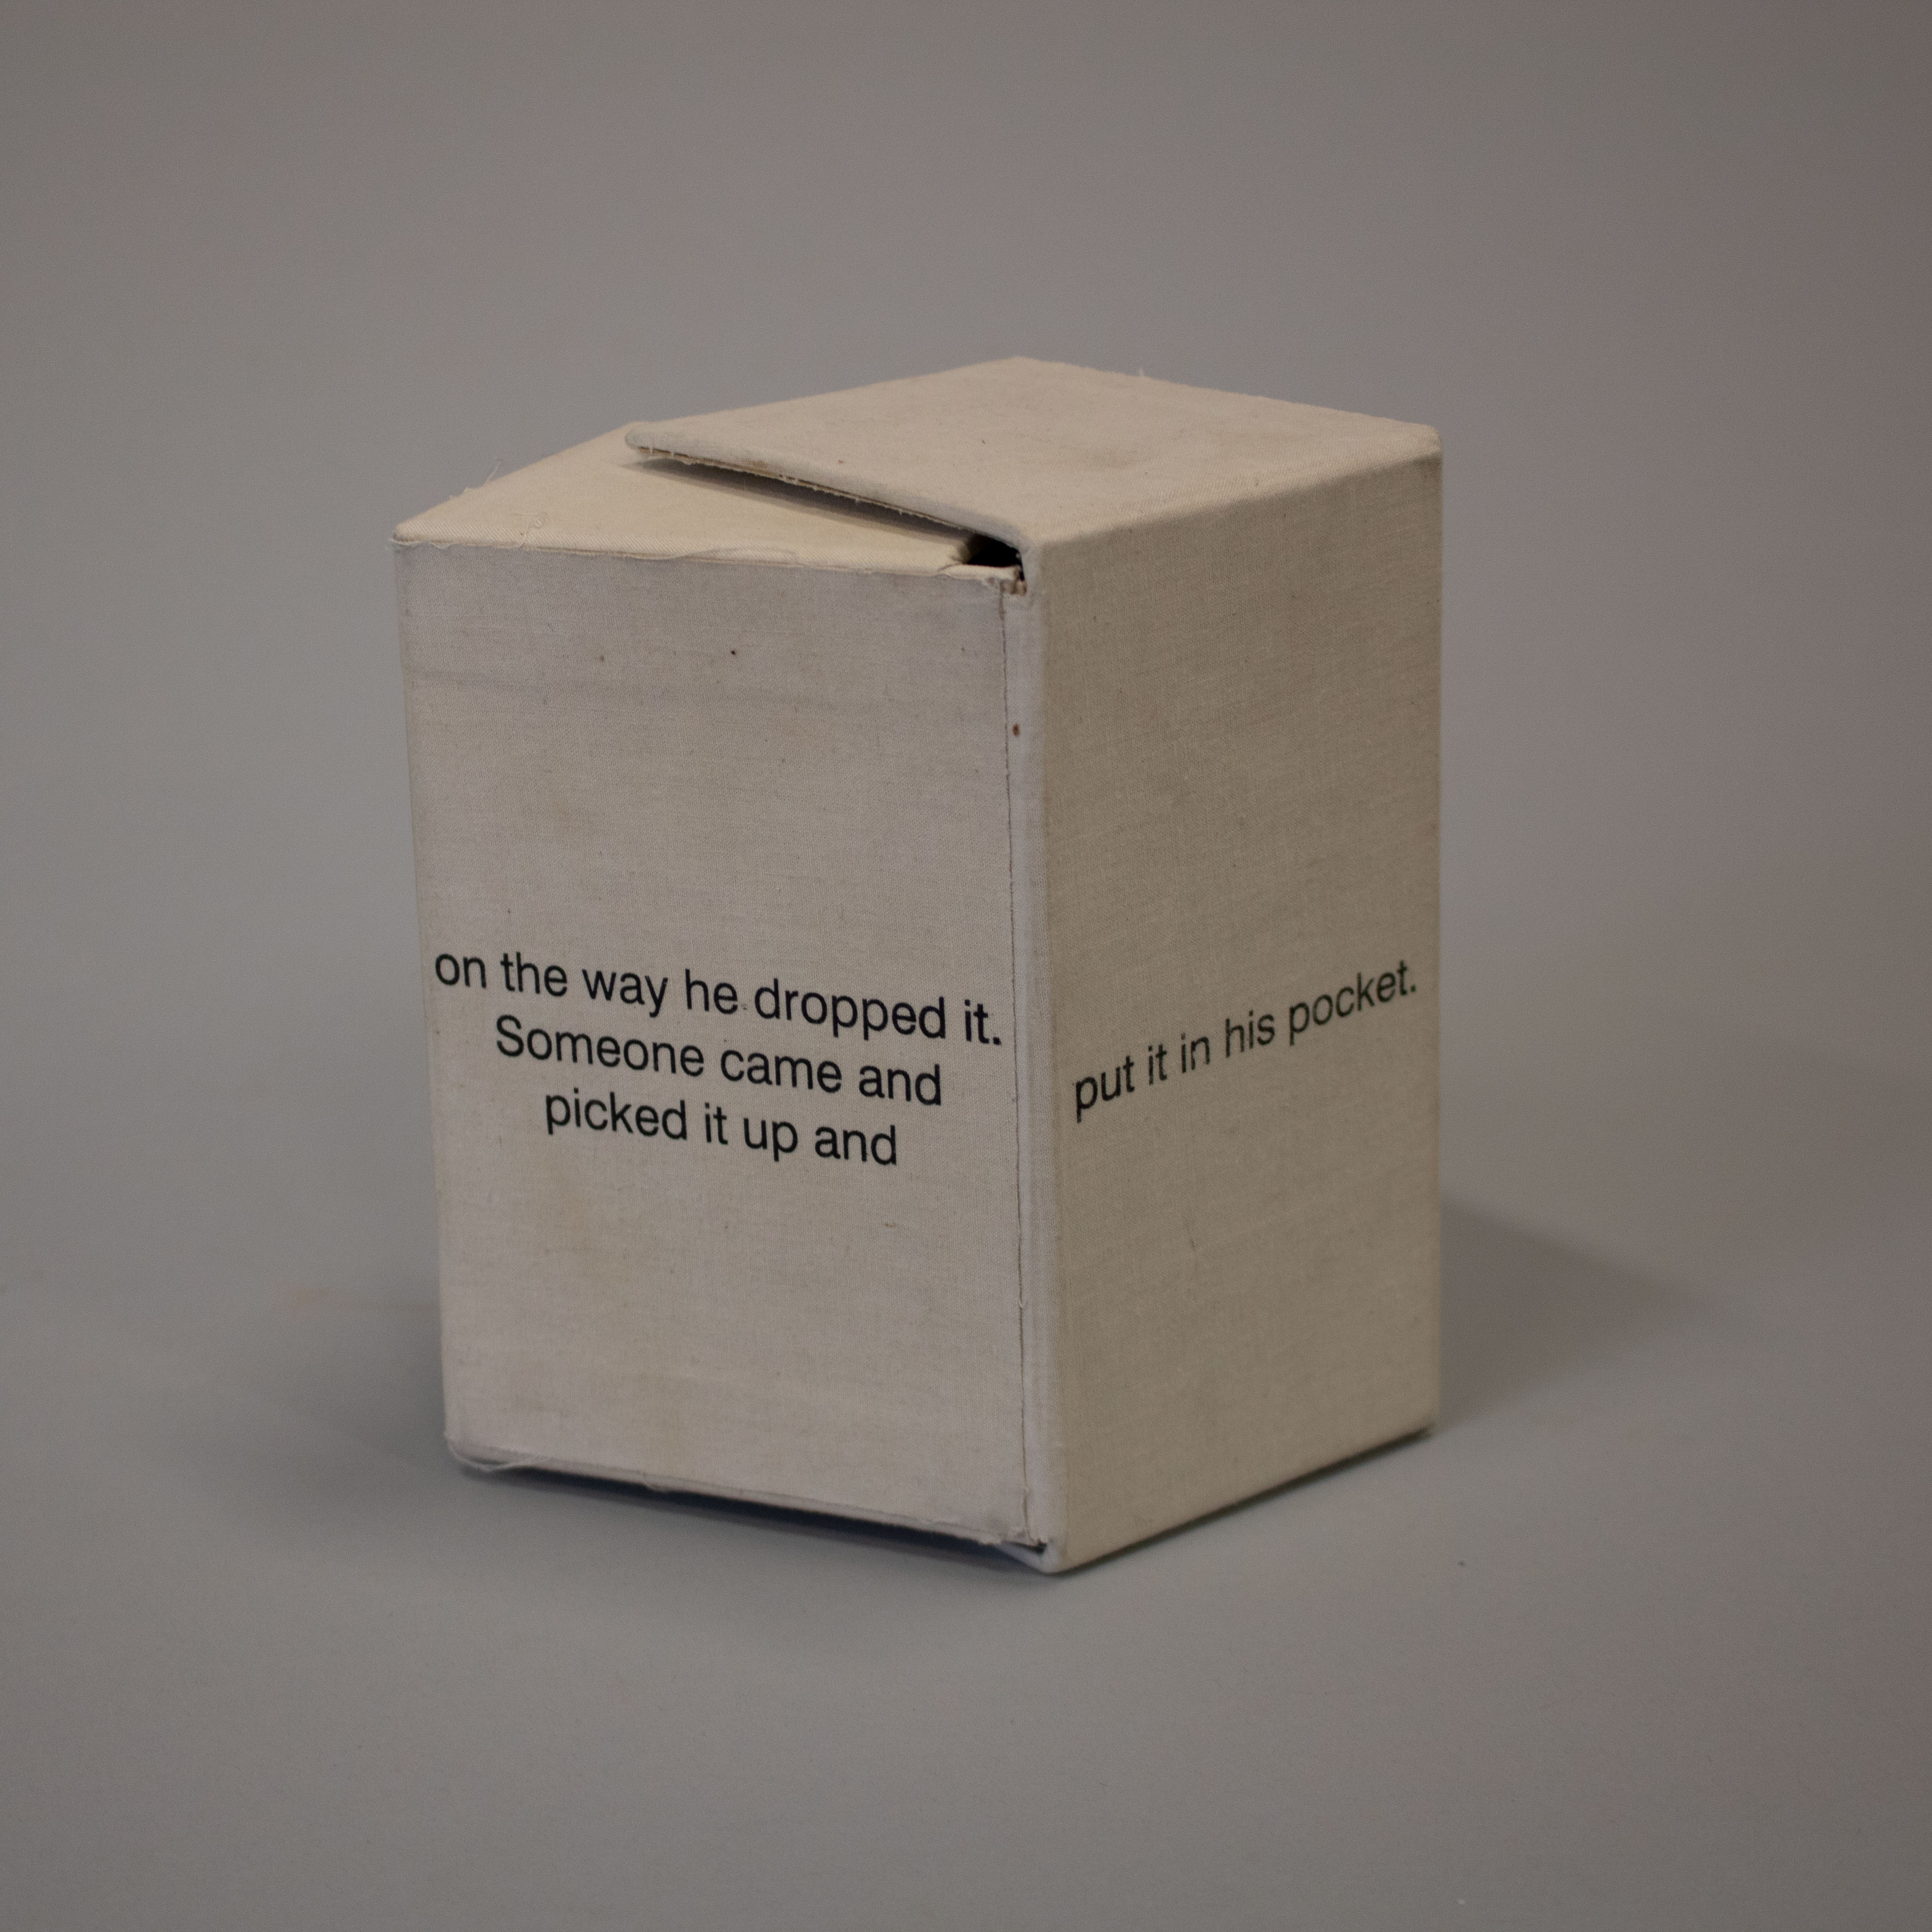 on the way he dropped it.
Someone came and
picked it up and
put it in his pocket.